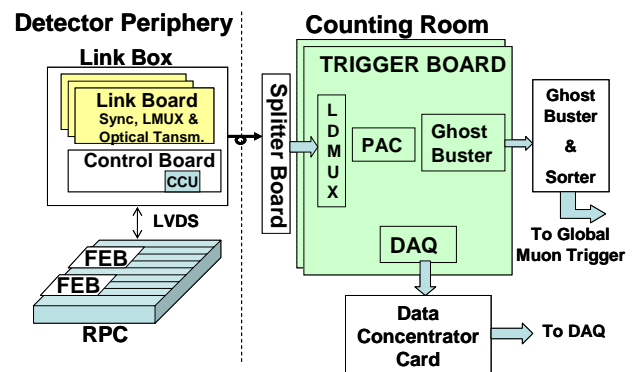 Detector Periphery
Link Box
Link Board
Sync, LMUX &
Optical Tansm.
Control Board
CCU
LVDS
FEB
FEB
RPC
Counting Room
Splitter Board
TRIGGER BOARD
L
D
M
U
X
PAC
Ghost
Buster
DAQ
Ghost
Buster
&
Sorter
To Global
Muon Trigger
Data
Concentrator
Card
To DAQ